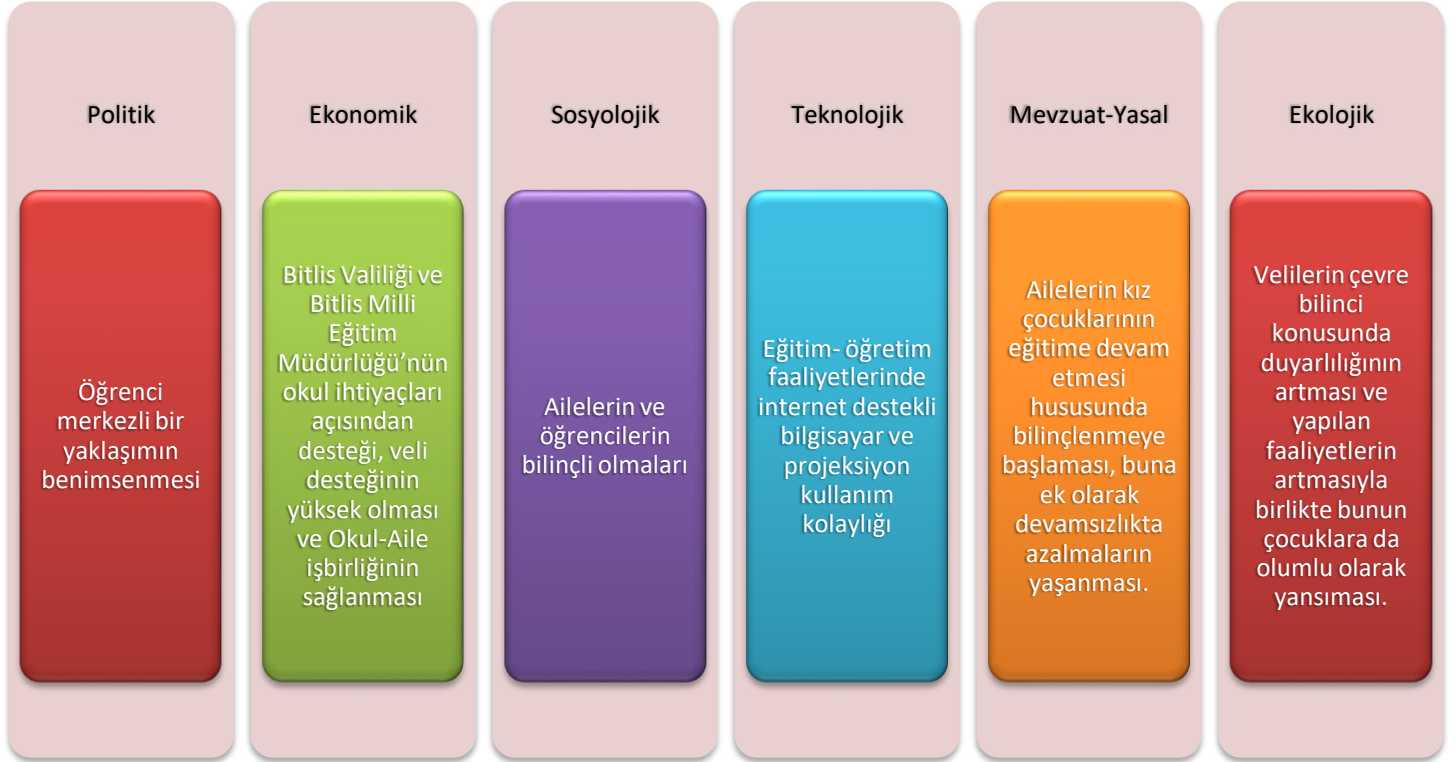 Politik
Öğrenci
merkezli bir
yaklaşımın
benimsenmesi
Ekonomik
Bitlis Valiliği ve
Bitlis Milli
Eğitim
Müdürlüğü’nün
okul ihtiyaçları
açısından
desteği, veli
desteğinin
yüksek olması
ve Okul-Aile
işbirliğinin
sağlanması
Sosyolojik
Ailelerin ve
öğrencilerin
bilinçli olmaları
Teknolojik
Eğitim- öğretim
faaliyetlerinde
internet destekli
bilgisayar ve
projeksiyon
kullanım
kolaylığı
Mevzuat-Yasal
Ailelerin kız
çocuklarının
eğitime devam
etmesi
hususunda
bilinçlenmeye
başlaması, buna
ek olarak
devamsızlıkta
azalmaların
yaşanması.
Ekolojik
Velilerin çevre
bilinci
konusunda
duyarlılığının
artması ve
yapılan
faaliyetlerin
artmasıyla
birlikte bunun
çocuklara da
olumlu olarak
yansıması.